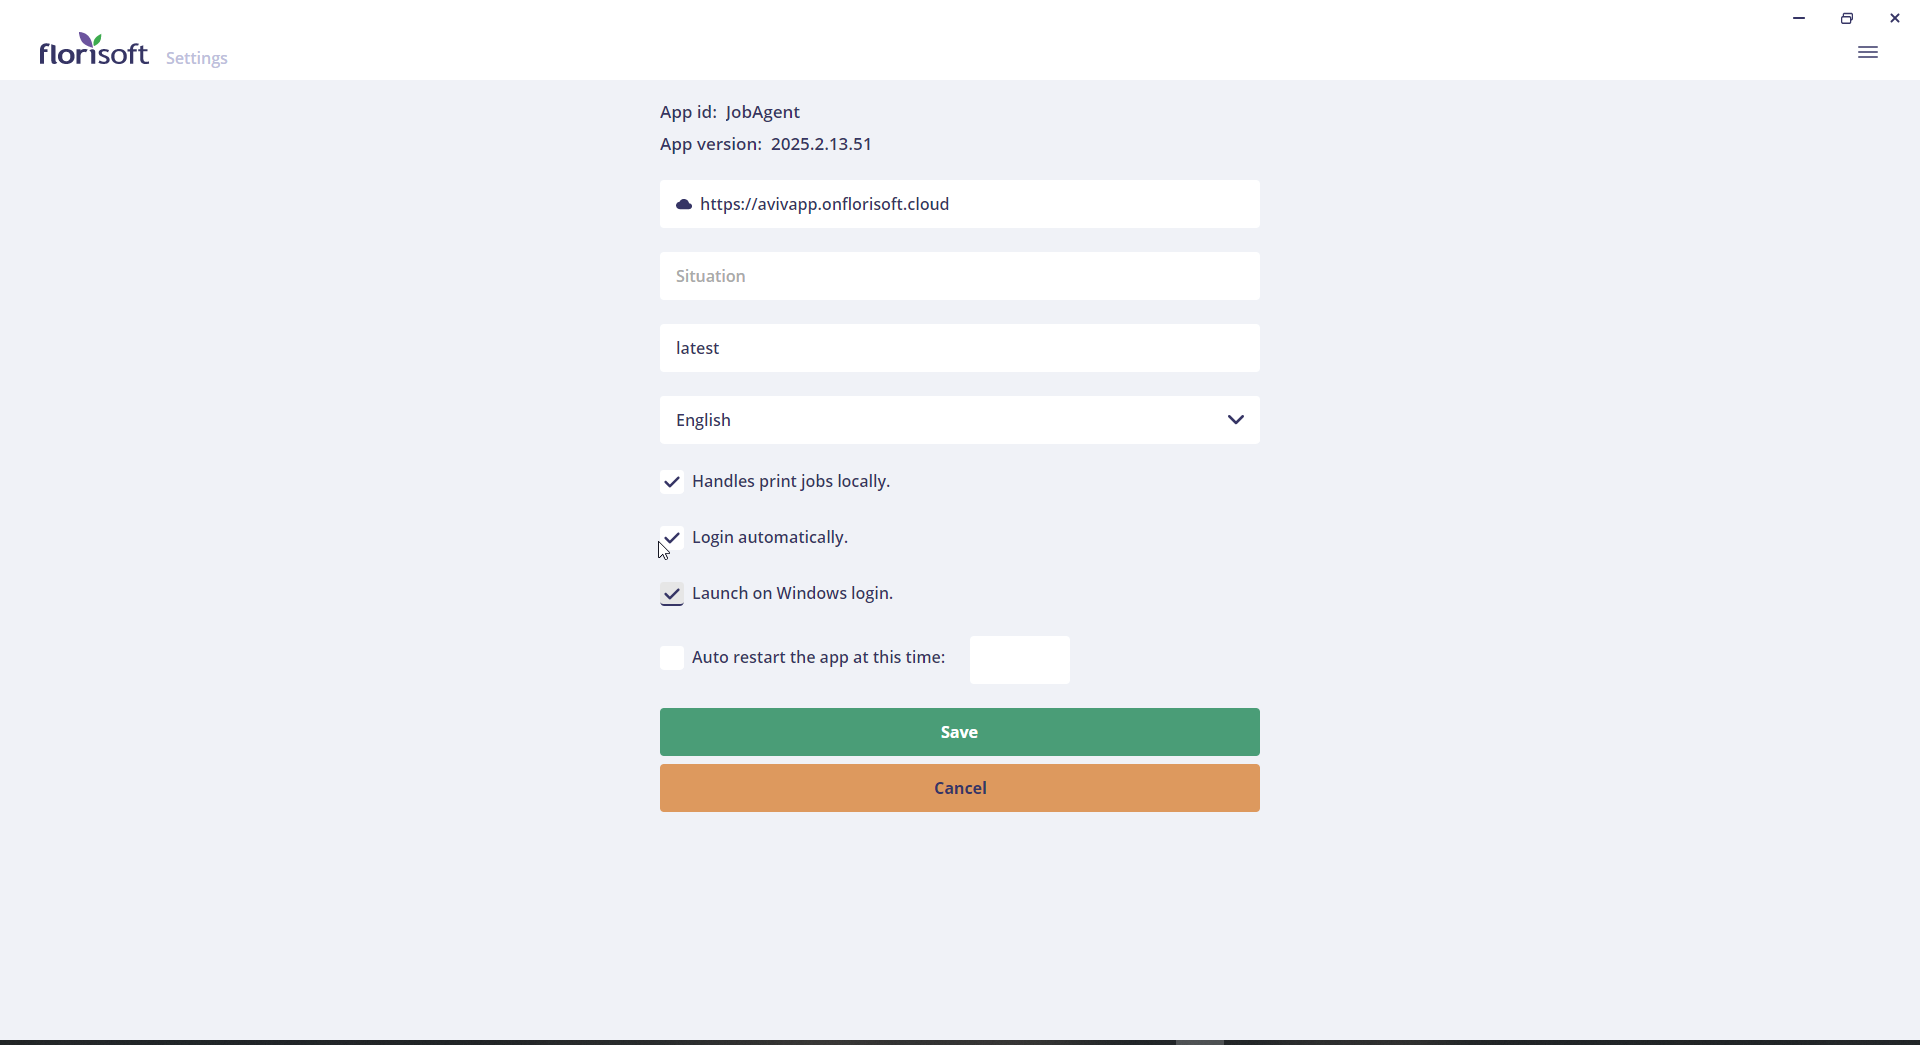 florisoft Settings
App id: JobAgent
App version: 2025.2.13.51
https://avivapp.onflorisoft.cloud
Situation
latest
English
Handles print jobs locally.
Login automatically.
Launch on Windows login.
Auto restart the app at this time:
Save
Cancel